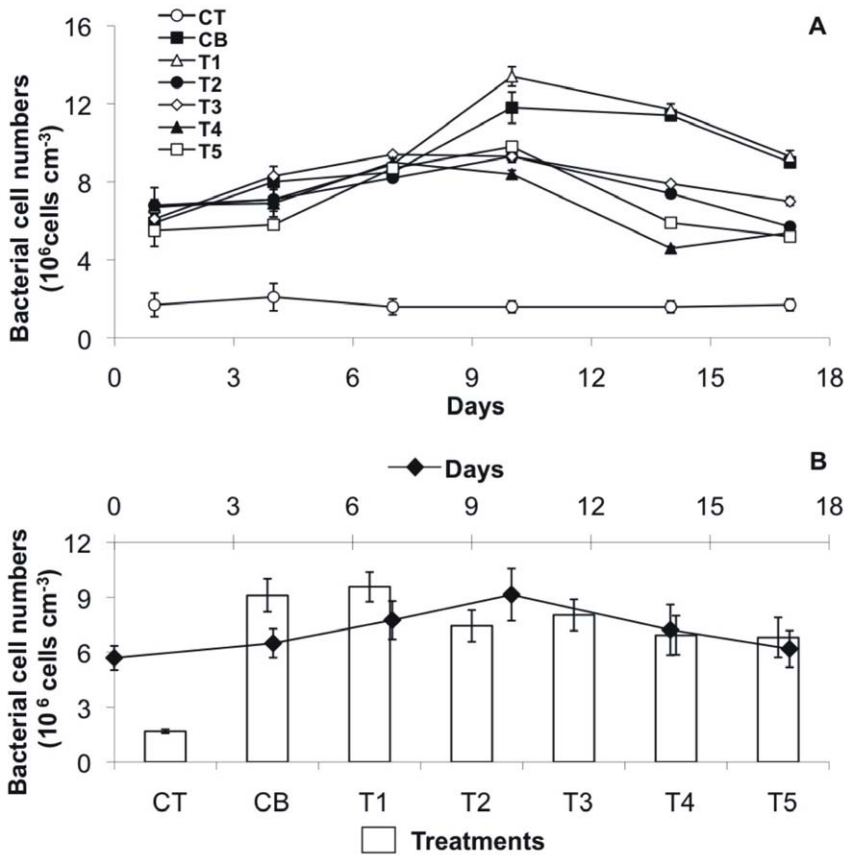 A
CT
CB
T1
T2
T3
T4
T5
Bacterial cell numbers
(10⁶cells cm⁻³)
16
12
8
4
0
0 3 6 9 12 15 18
Days
B
Days
0 3 6 9 12 15 18
Bacterial cell numbers
(10⁶ cells cm⁻³)
12
9
6
3
0
CT CB T1 T2 T3 T4 T5
Treatments